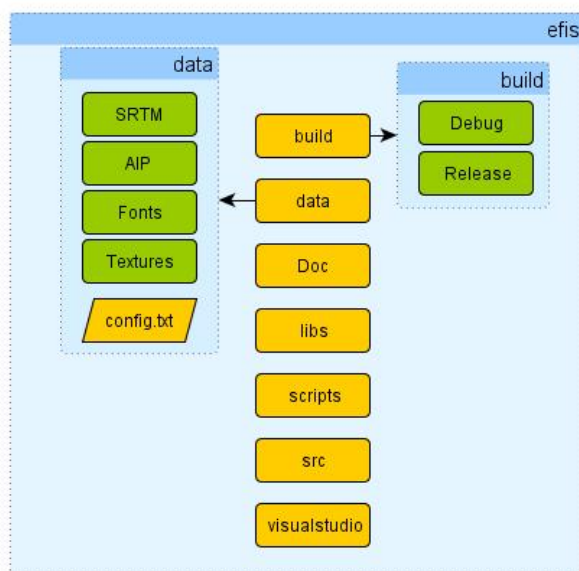 efis
data
SRTM
AIP
Fonts
Textures
config.txt
build
data
Doc
libs
scripts
src
visualstudio
build
Debug
Release